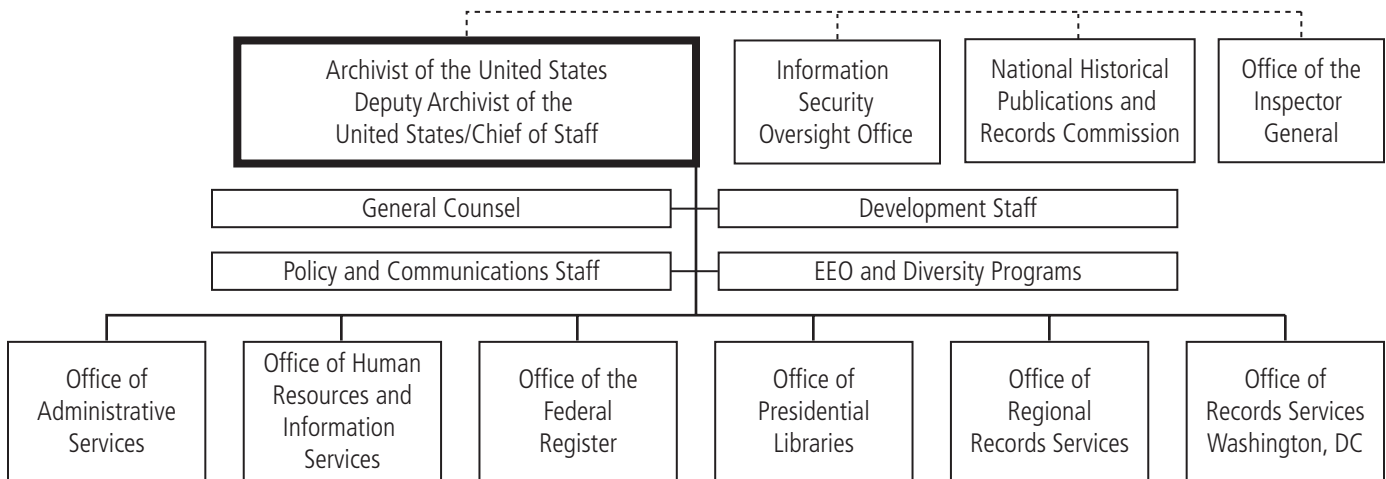 Archivist of the United States
Deputy Archivist of the
United States/Chief of Staff
Information
Security
Oversight Office
National Historical
Publications and
Records Commission
Office of the
Inspector
General
General Counsel
Development Staff
Policy and Communications Staff
EEO and Diversity Programs
Office of
Administrative
Services
Office of Human
Resources and
Information
Services
Office of the
Federal
Register
Office of
Presidential
Libraries
Office of
Regional
Records Services
Office of
Records Services
Washington, DC